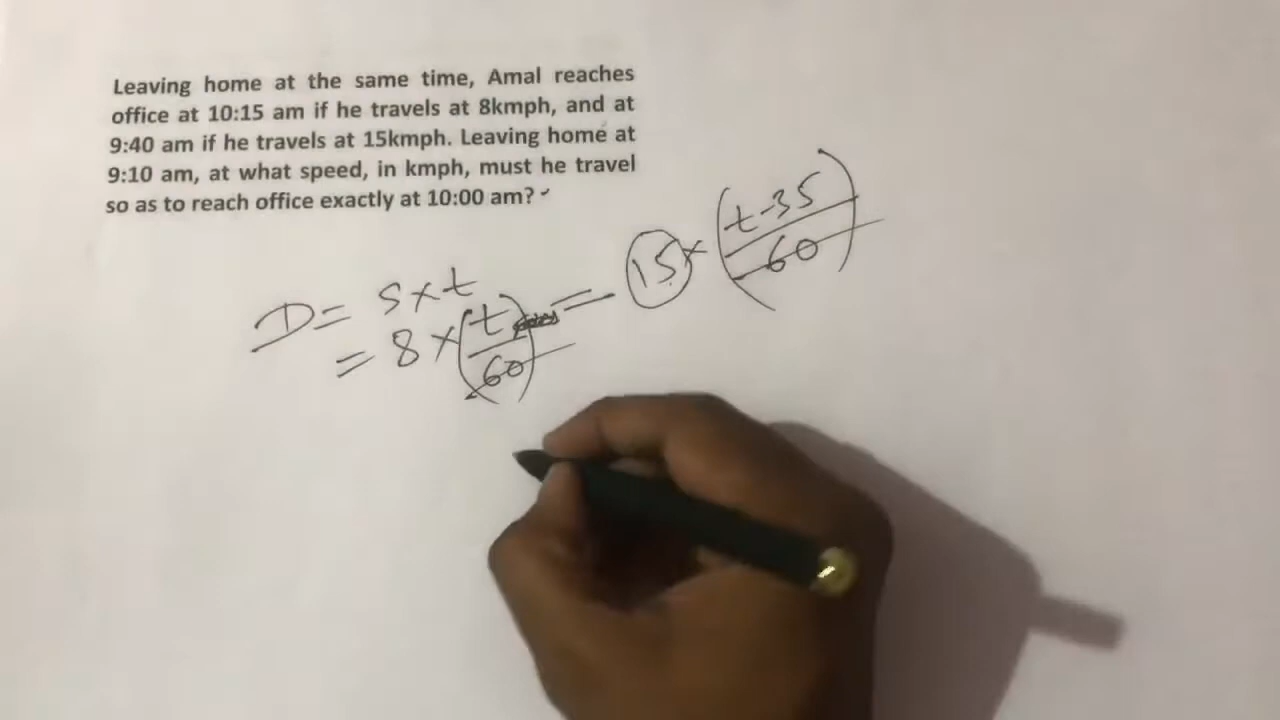 Leaving home at the same time, Amal reaches
office at 10:15 am if he travels at 8kmph, and at
9:40 am if he travels at 15kmph. Leaving home at
9:10 am, at what speed, in kmph, must he travel
so as to reach office exactly at 10:00 am?
D = s × t
= 8 × (t/60) = 15 × (t-35/60)